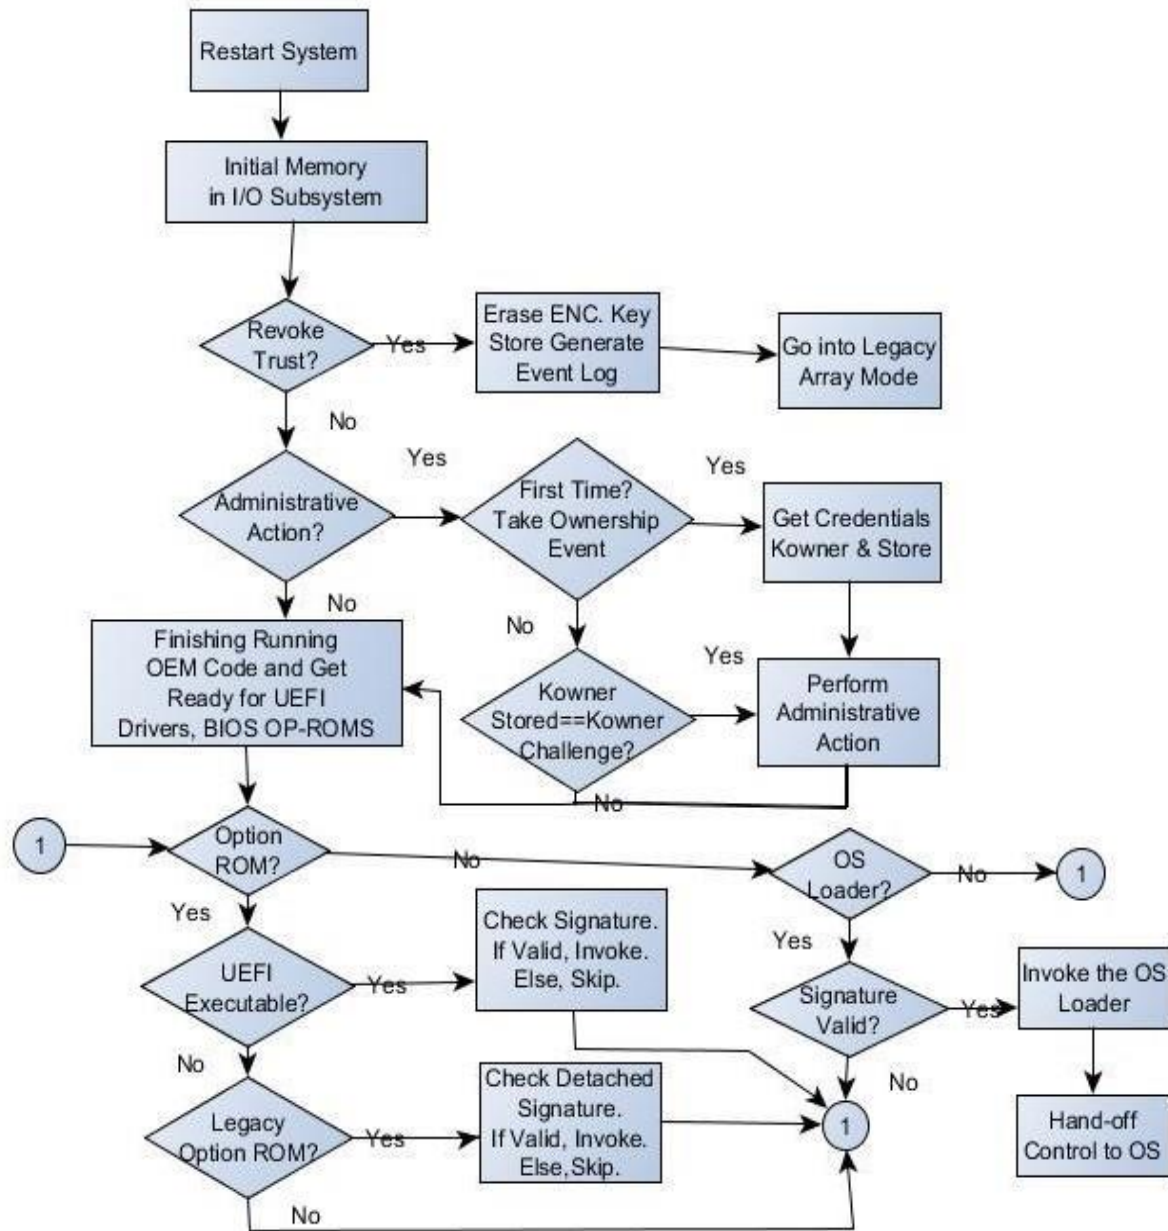 Restart System
Initial Memory
in I/O Subsystem
Revoke
Trust?
Yes
Erase ENC. Key
Store Generate
Event Log
Go into Legacy
Array Mode
No
Administrative
Action?
Yes
First Time?
Take Ownership
Event
Yes
Get Credentials
Kowner & Store
No
Finishing Running
OEM Code and Get
Ready for UEFI
Drivers, BIOS OP-ROMS
No
Kowner
Stored==Kowner
Challenge?
Yes
Perform
Administrative
Action
No
1
Option
ROM?
No
OS
Loader?
No
1
Yes
UEFI
Executable?
Yes
Check Signature.
If Valid, Invoke.
Else, Skip.
Yes
Signature
Valid?
Yes
Invoke the OS
Loader
No
Legacy
Option ROM?
Yes
Check Detached
Signature.
If Valid, Invoke.
Else,Skip.
No
1
Hand-off
Control to OS
No